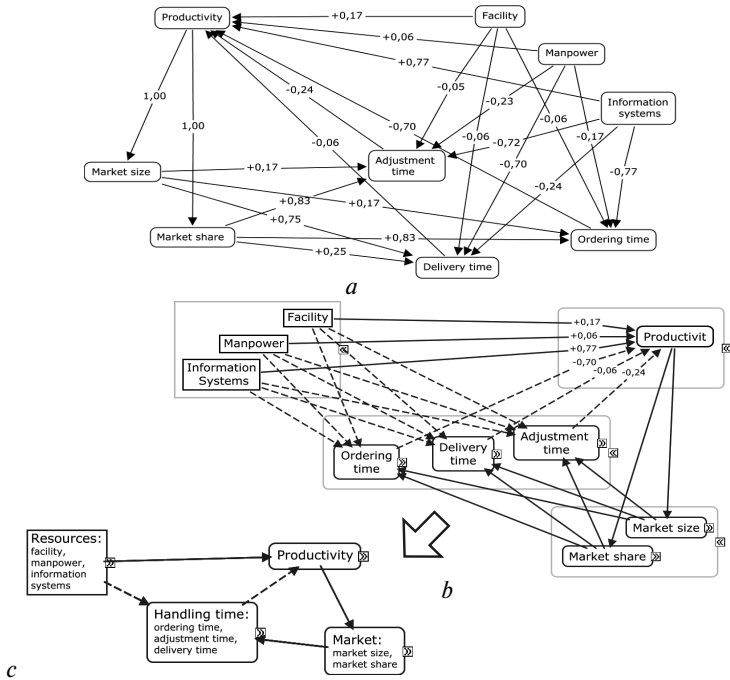 Productivity
+0,17
Facility
+0,06
Manpower
+0,77
-0,24
-0,05
1,00
1,00
-0,23
Information
systems
-0,06
-0,70
-0,06
-0,06
-0,17
-0,72
Market size
+0,17
Adjustment
time
-0,70
-0,77
-0,24
+0,83
+0,17
+0,75
Market share
+0,83
Ordering time
+0,25
Delivery time
a
Facility
+0,17
Manpower
+0,06
Productivit
Information
Systems
+0,77
-0,70
-0,06
-0,24
Ordering
time
Delivery
time
Adjustment
time
Market size
Market share
b
Resources:
facility,
manpower,
information
systems
Productivity
Handling time:
ordering time,
adjustment time,
delivery time
Market:
market size,
market share
c